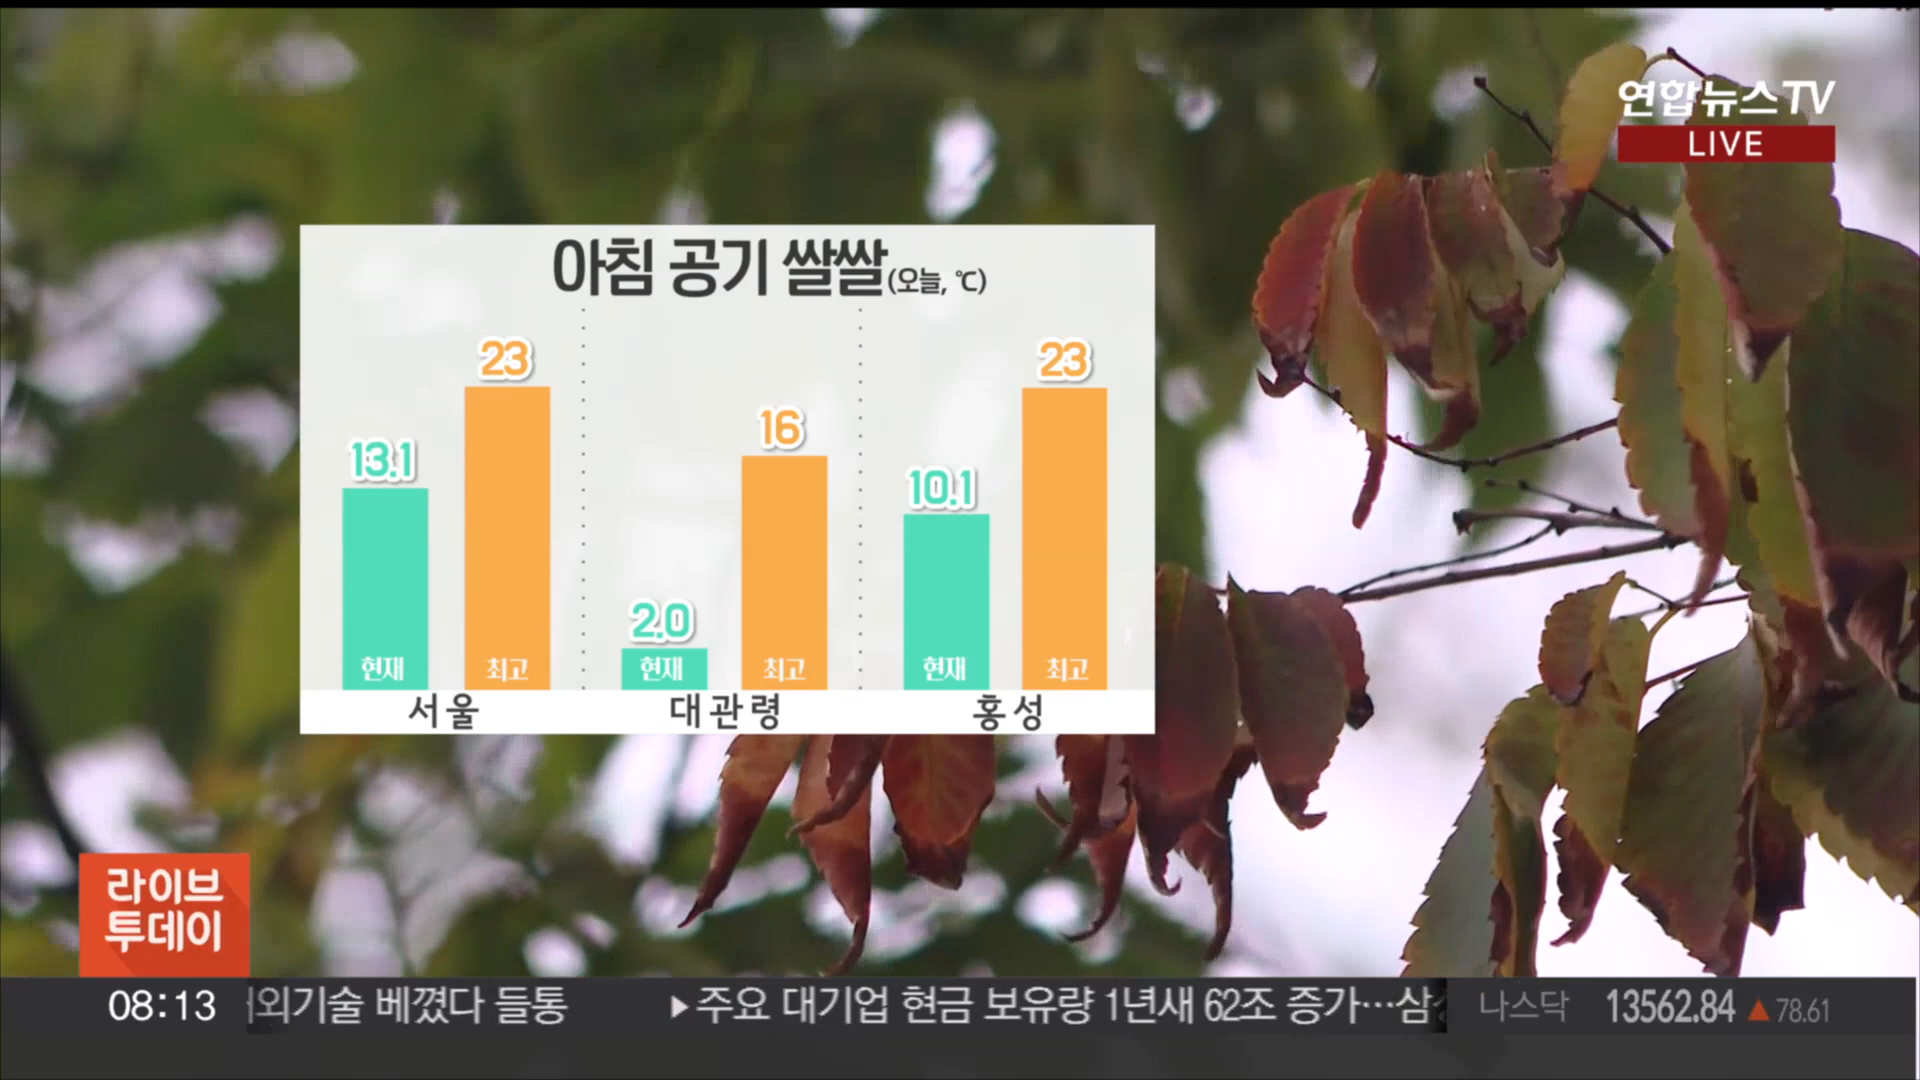 연합뉴스TV
LIVE
아침 공기 쌀쌀(오늘, ℃)
23
23
16
13.1
10.1
2.0
현재
최고
현재
최고
현재
최고
서울
대관령
홍성
라이브
투데이
08:13
외기술 베꼈다 들통 ▶주요 대기업 현금 보유량 1년새 62조 증가…삼
나스닥 13562.84 ▲78.61